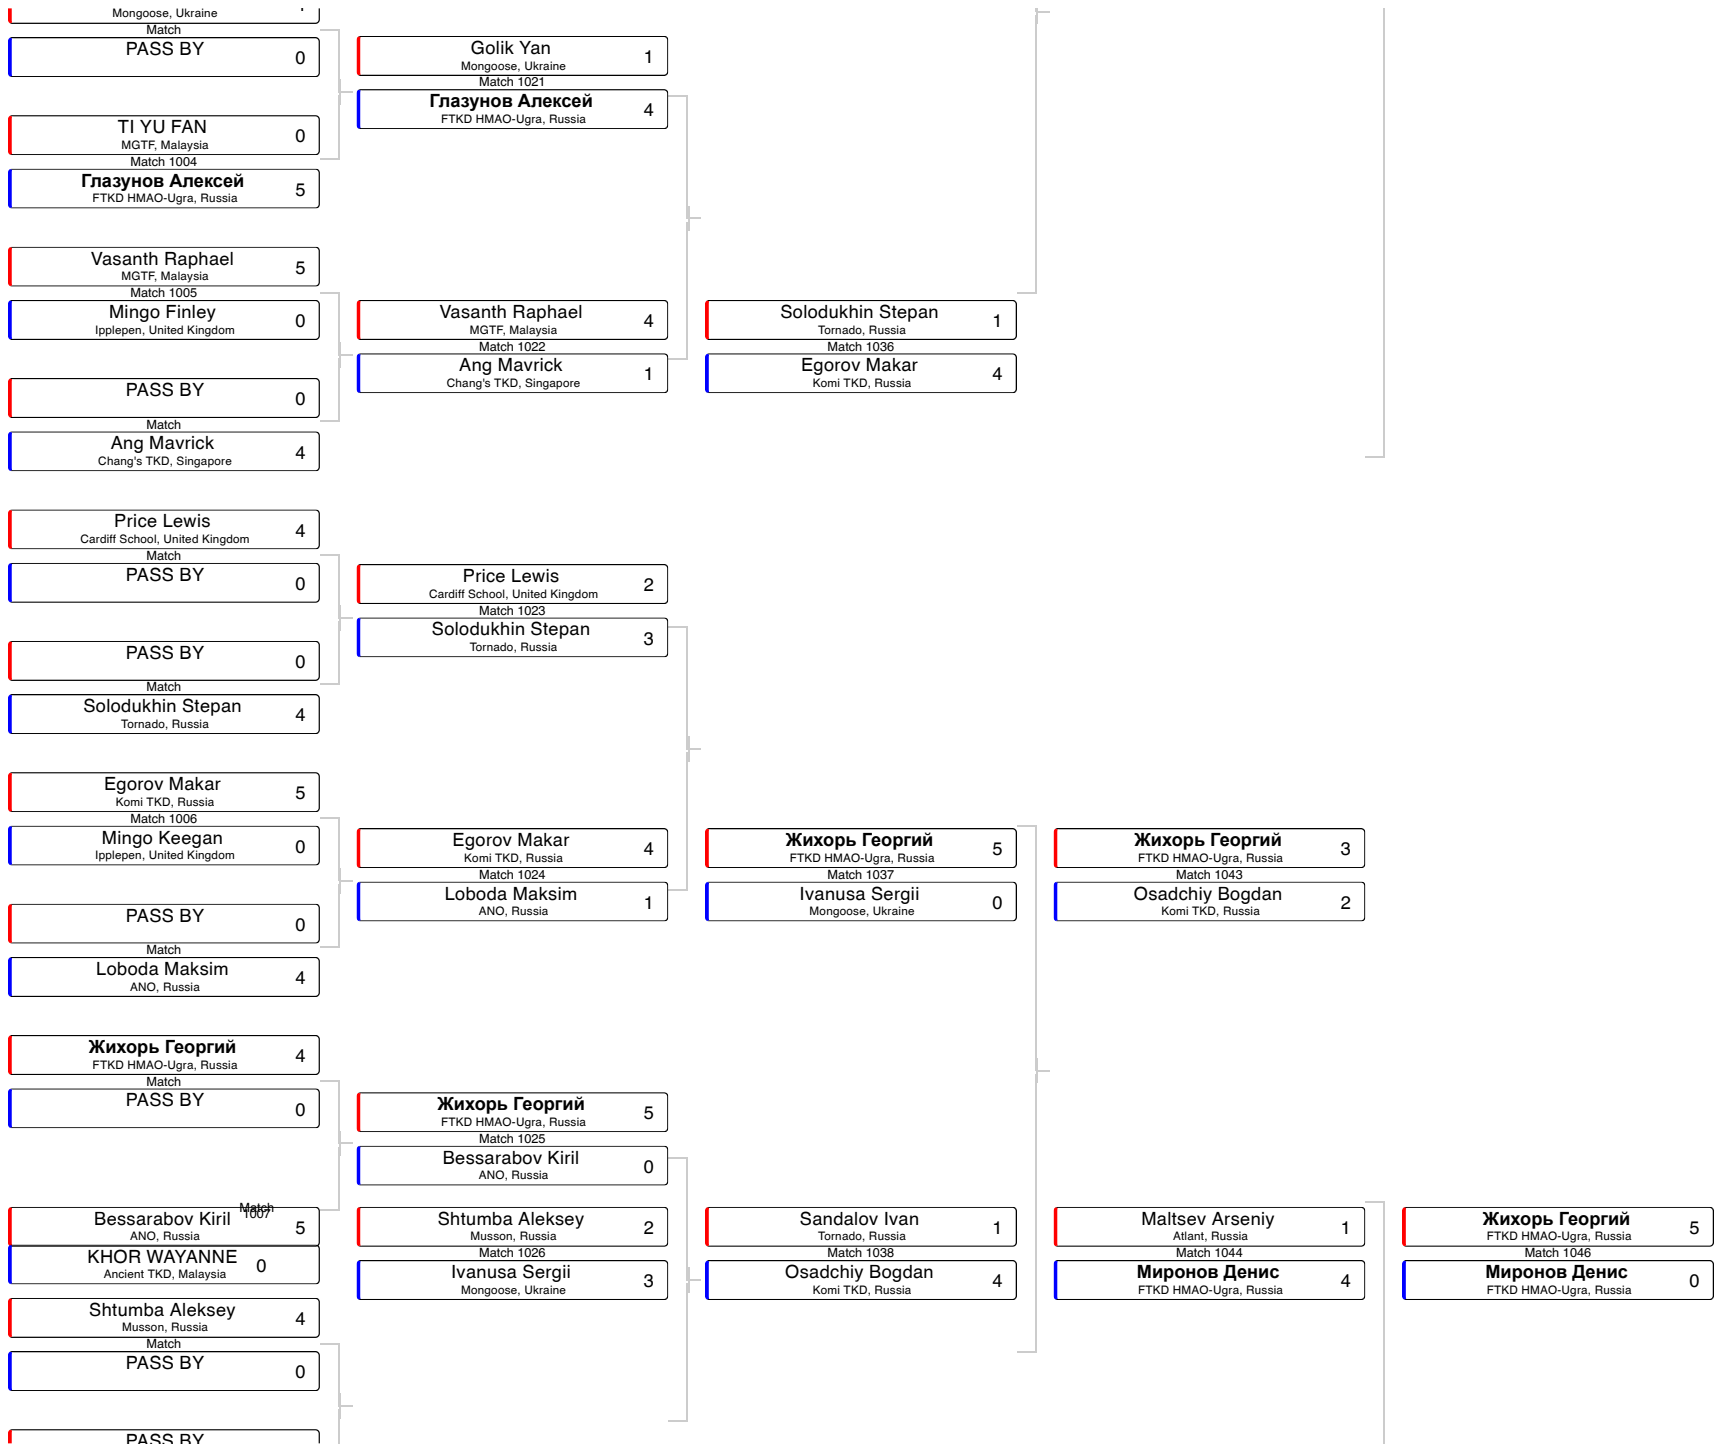 Mongoose, Ukraine
Match
PASS BY
0
TI YU FAN
0
MGTF, Malaysia
Match 1004
Глазунов Алексей
5
FTKD HMAO-Ugra, Russia
Vasanth Raphael
5
MGTF, Malaysia
Match 1005
Mingo Finley
0
Ipplepen, United Kingdom
PASS BY
0
Match
Ang Mavrick
4
Chang's TKD, Singapore
Price Lewis
4
Cardiff School, United Kingdom
Match
PASS BY
0
PASS BY
0
Match
Solodukhin Stepan
4
Tornado, Russia
Egorov Makar
5
Komi TKD, Russia
Match 1006
Mingo Keegan
0
Ipplepen, United Kingdom
PASS BY
0
Match
Loboda Maksim
4
ANO, Russia
Жихорь Георгий
4
FTKD HMAO-Ugra, Russia
Match
PASS BY
0
Match
1007
Bessarabov Kiril
5
ANO, Russia
KHOR WAYANNE
0
Ancient TKD, Malaysia
Shtumba Aleksey
4
Musson, Russia
Match
PASS BY
0
PASS BY
Golik Yan
1
Mongoose, Ukraine
Match 1021
Глазунов Алексей
4
FTKD HMAO-Ugra, Russia
Vasanth Raphael
4
MGTF, Malaysia
Match 1022
Ang Mavrick
1
Chang's TKD, Singapore
Price Lewis
2
Cardiff School, United Kingdom
Match 1023
Solodukhin Stepan
3
Tornado, Russia
Egorov Makar
4
Komi TKD, Russia
Match 1024
Loboda Maksim
1
ANO, Russia
Жихорь Георгий
5
FTKD HMAO-Ugra, Russia
Match 1025
Bessarabov Kiril
0
ANO, Russia
Shtumba Aleksey
2
Musson, Russia
Match 1026
Ivanusa Sergii
3
Mongoose, Ukraine
Solodukhin Stepan
1
Tornado, Russia
Match 1036
Egorov Makar
4
Komi TKD, Russia
Жихорь Георгий
5
FTKD HMAO-Ugra, Russia
Match 1037
Ivanusa Sergii
0
Mongoose, Ukraine
Sandalov Ivan
1
Tornado, Russia
Match 1038
Osadchiy Bogdan
4
Komi TKD, Russia
Жихорь Георгий
3
FTKD HMAO-Ugra, Russia
Match 1043
Osadchiy Bogdan
2
Komi TKD, Russia
Maltsev Arseniy
1
Atlant, Russia
Match 1044
Миронов Денис
4
FTKD HMAO-Ugra, Russia
Жихорь Георгий
5
FTKD HMAO-Ugra, Russia
Match 1046
Миронов Денис
0
FTKD HMAO-Ugra, Russia